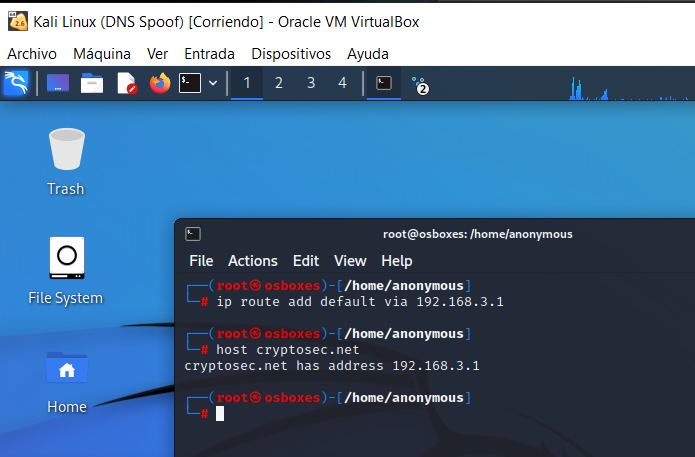 Kali Linux (DNS Spoof) [Corriendo] - Oracle VM VirtualBox
Archivo Máquina Ver Entrada Dispositivos Ayuda
1 2 3 4 2
Trash
File System
Home
root@osboxes: /home/anonymous
File Actions Edit View Help
┌──(root㉿osboxes)-[/home/anonymous]
└─# ip route add default via 192.168.3.1
┌──(root㉿osboxes)-[/home/anonymous]
└─# host cryptosec.net
cryptosec.net has address 192.168.3.1
┌──(root㉿osboxes)-[/home/anonymous]
└─#